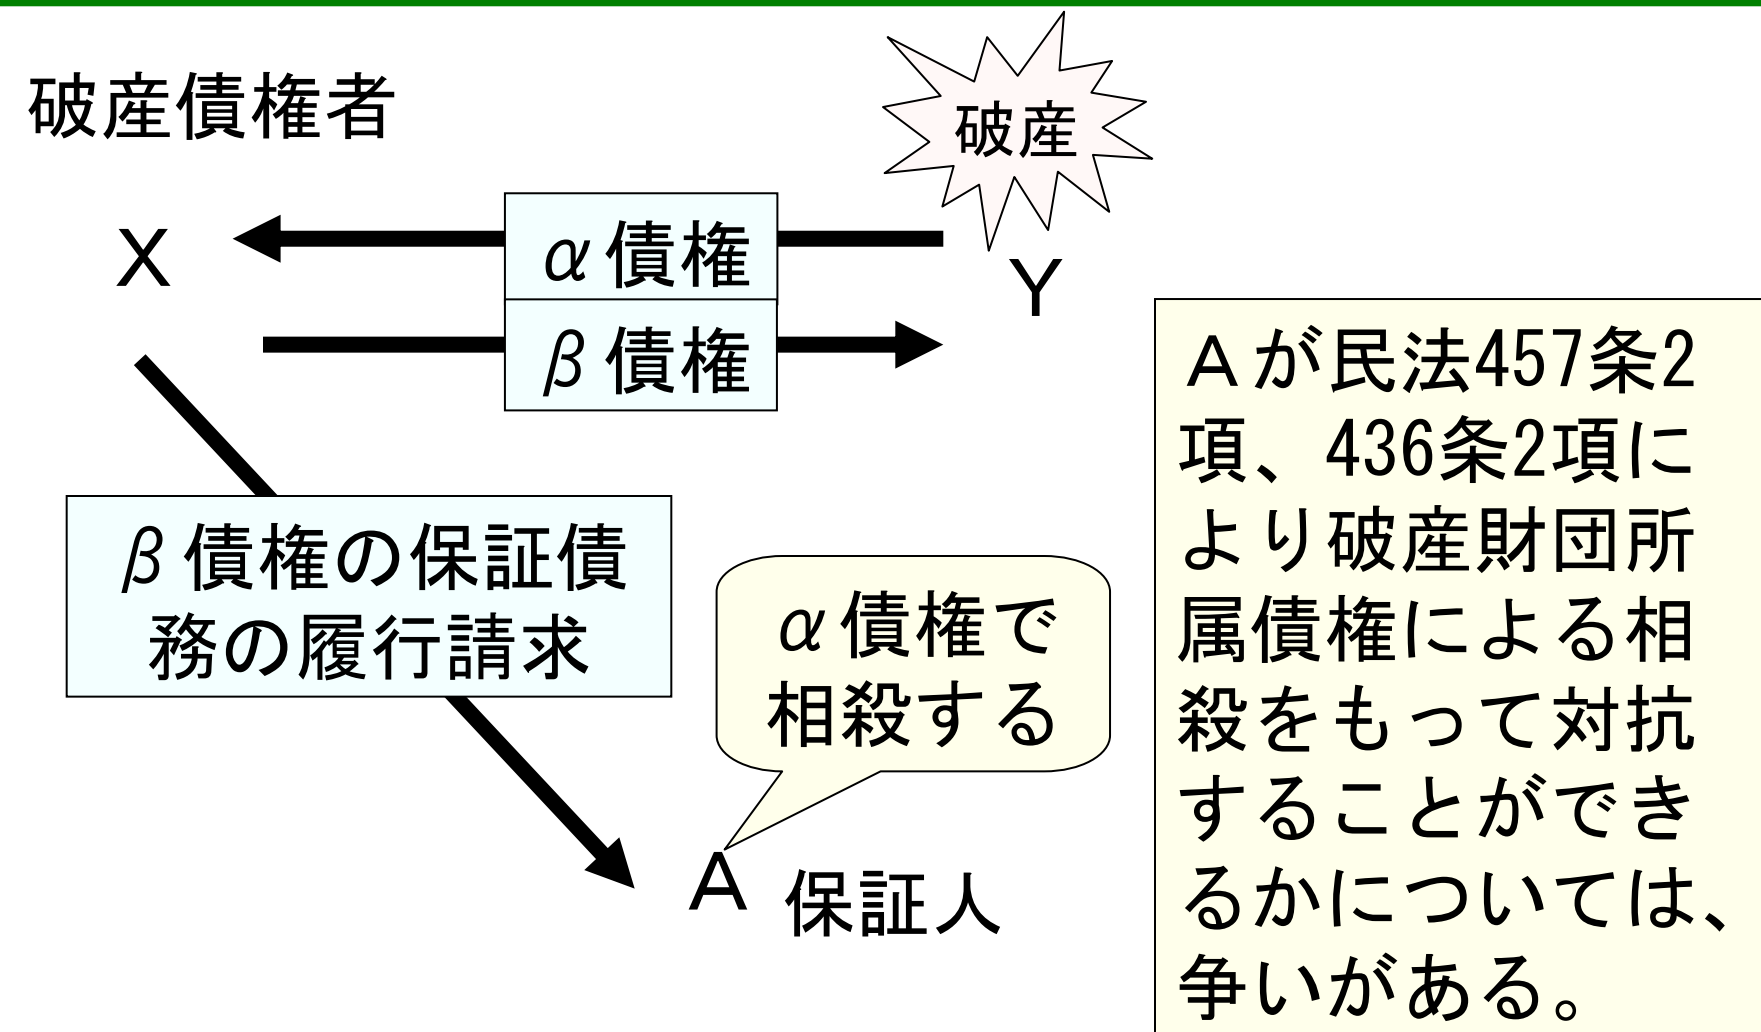 破産債権者
破産
X
α債権
Y
β債権
β債権の保証債
務の履行請求
α債権で
相殺する
A 保証人
Aが民法457条2
項、436条2項に
より破産財団所
属債権による相
殺をもって対抗
することができ
るかについては、
争いがある。